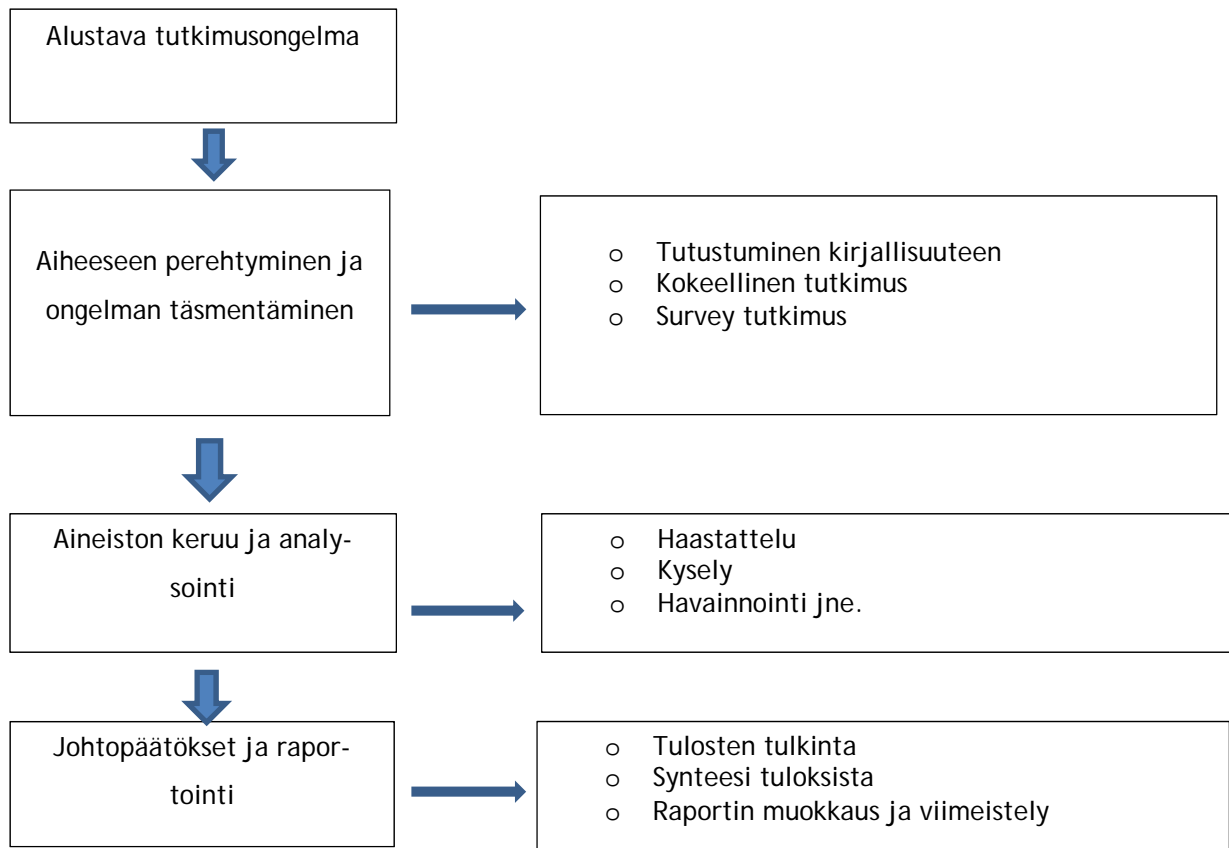 Alustava tutkimusongelma
Aiheeseen perehtyminen ja
ongelman täsmentäminen
o Tutustuminen kirjallisuuteen
o Kokeellinen tutkimus
o Survey tutkimus
Aineiston keruu ja analy-
sointi
o Haastattelu
o Kysely
o Havainnointi jne.
Johtopäätökset ja rapor-
tointi
o Tulosten tulkinta
o Synteesi tuloksista
o Raportin muokkaus ja viimeistely